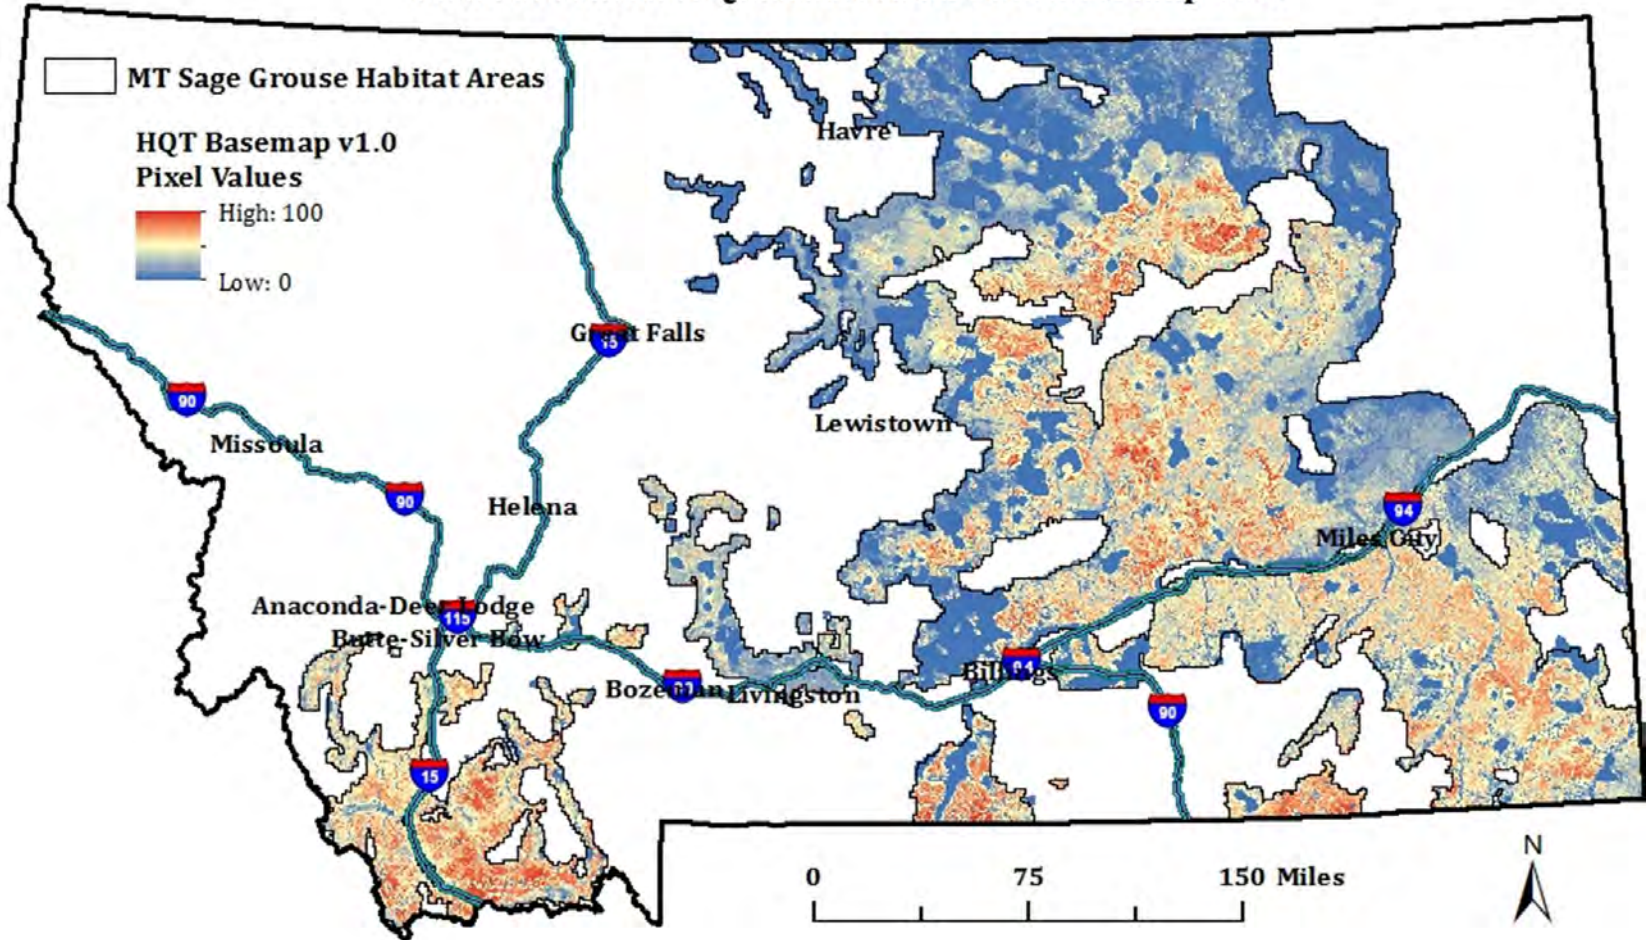 MT Sage Grouse Habitat Areas
HQT Basemap v1.0
Pixel Values
High: 100
Low: 0
Havre
Great Falls
15
90
Missoula
Lewistown
90
Helena
94
Miles City
Anaconda-Deer Lodge
115
Butte-Silver Bow
94
Billings
Bozeman
90
Livingston
90
15
N
0
75
150 Miles